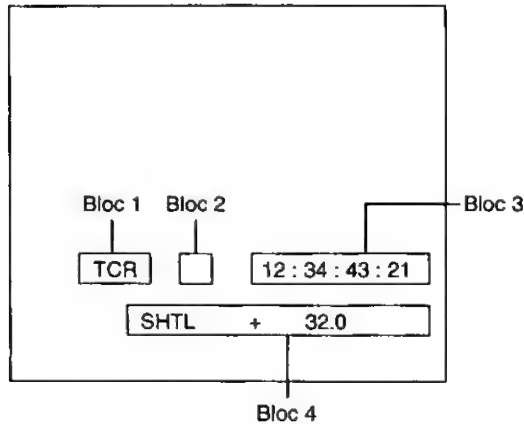 Bloc 1 Bloc 2
Bloc 3
TCR 12 : 34 : 43 : 21
SHTL + 32.0
Bloc 4